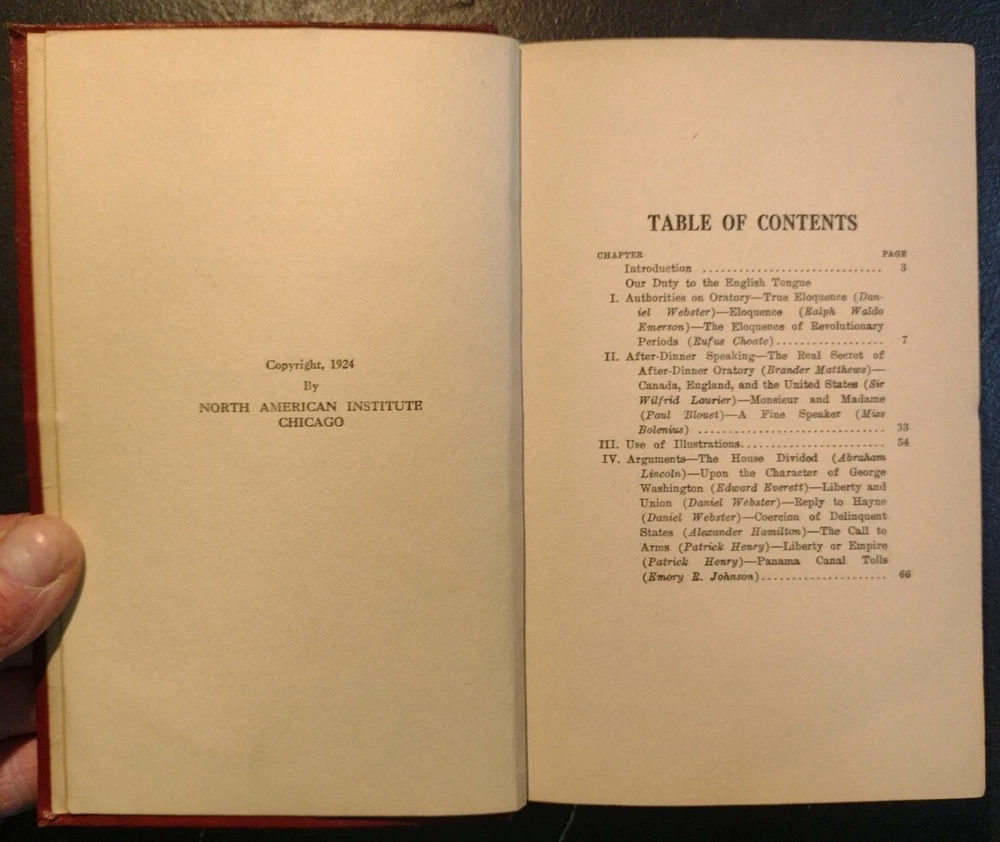 Copyright, 1924
By
NORTH AMERICAN INSTITUTE
CHICAGO
TABLE OF CONTENTS
CHAPTER PAGE
Introduction .............................. 3
Our Duty to the English Tongue
I. Authorities on Oratory—True Eloquence (Dan-
iel Webster)—Eloquence (Ralph Waldo
Emerson)—The Eloquence of Revolutionary
Periods (Rufus Choate).................. 7
II. After-Dinner Speaking—The Real Secret of
After-Dinner Oratory (Brander Matthews)—
Canada, England, and the United States (Sir
Wilfrid Laurier)—Monsieur and Madame
(Paul Blouet)—A Fine Speaker (Miss
Bolenius) ............................... 33
III. Use of Illustrations........................ 54
IV. Arguments—The House Divided (Abraham
Lincoln)—Upon the Character of George
Washington (Edward Everett)—Liberty and
Union (Daniel Webster)—Reply to Hayne
(Daniel Webster)—Coercion of Delinquent
States (Alexander Hamilton)—The Call to
Arms (Patrick Henry)—Liberty or Empire
(Patrick Henry)—Panama Canal Tolls
(Emory R. Johnson)..................... 66